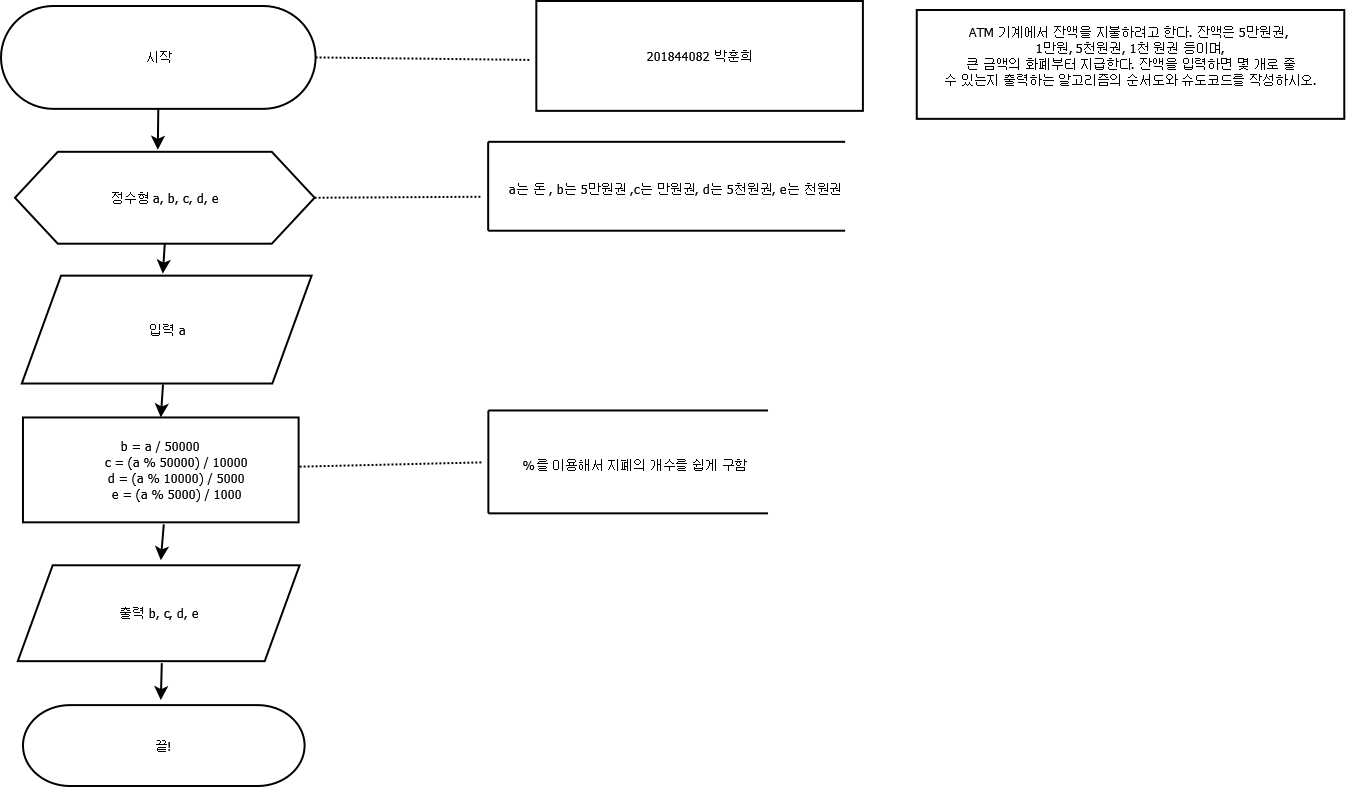 시작
201844082 박훈희
ATM 기계에서 잔액을 지불하려고 한다. 잔액은 5만원권,
1만원, 5천원권, 1천 원권 등이며,
큰 금액의 화폐부터 지급한다. 잔액을 입력하면 몇 개로 줄
수 있는지 출력하는 알고리즘의 순서도와 슈도코드를 작성하시오.
정수형 a, b, c, d, e
a는 돈 , b는 5만원권 ,c는 만원권, d는 5천원권, e는 천원권
입력 a
b = a / 50000
c = (a % 50000) / 10000
d = (a % 10000) / 5000
e = (a % 5000) / 1000
%를 이용해서 지폐의 개수를 쉽게 구함
출력 b, c, d, e
끝!